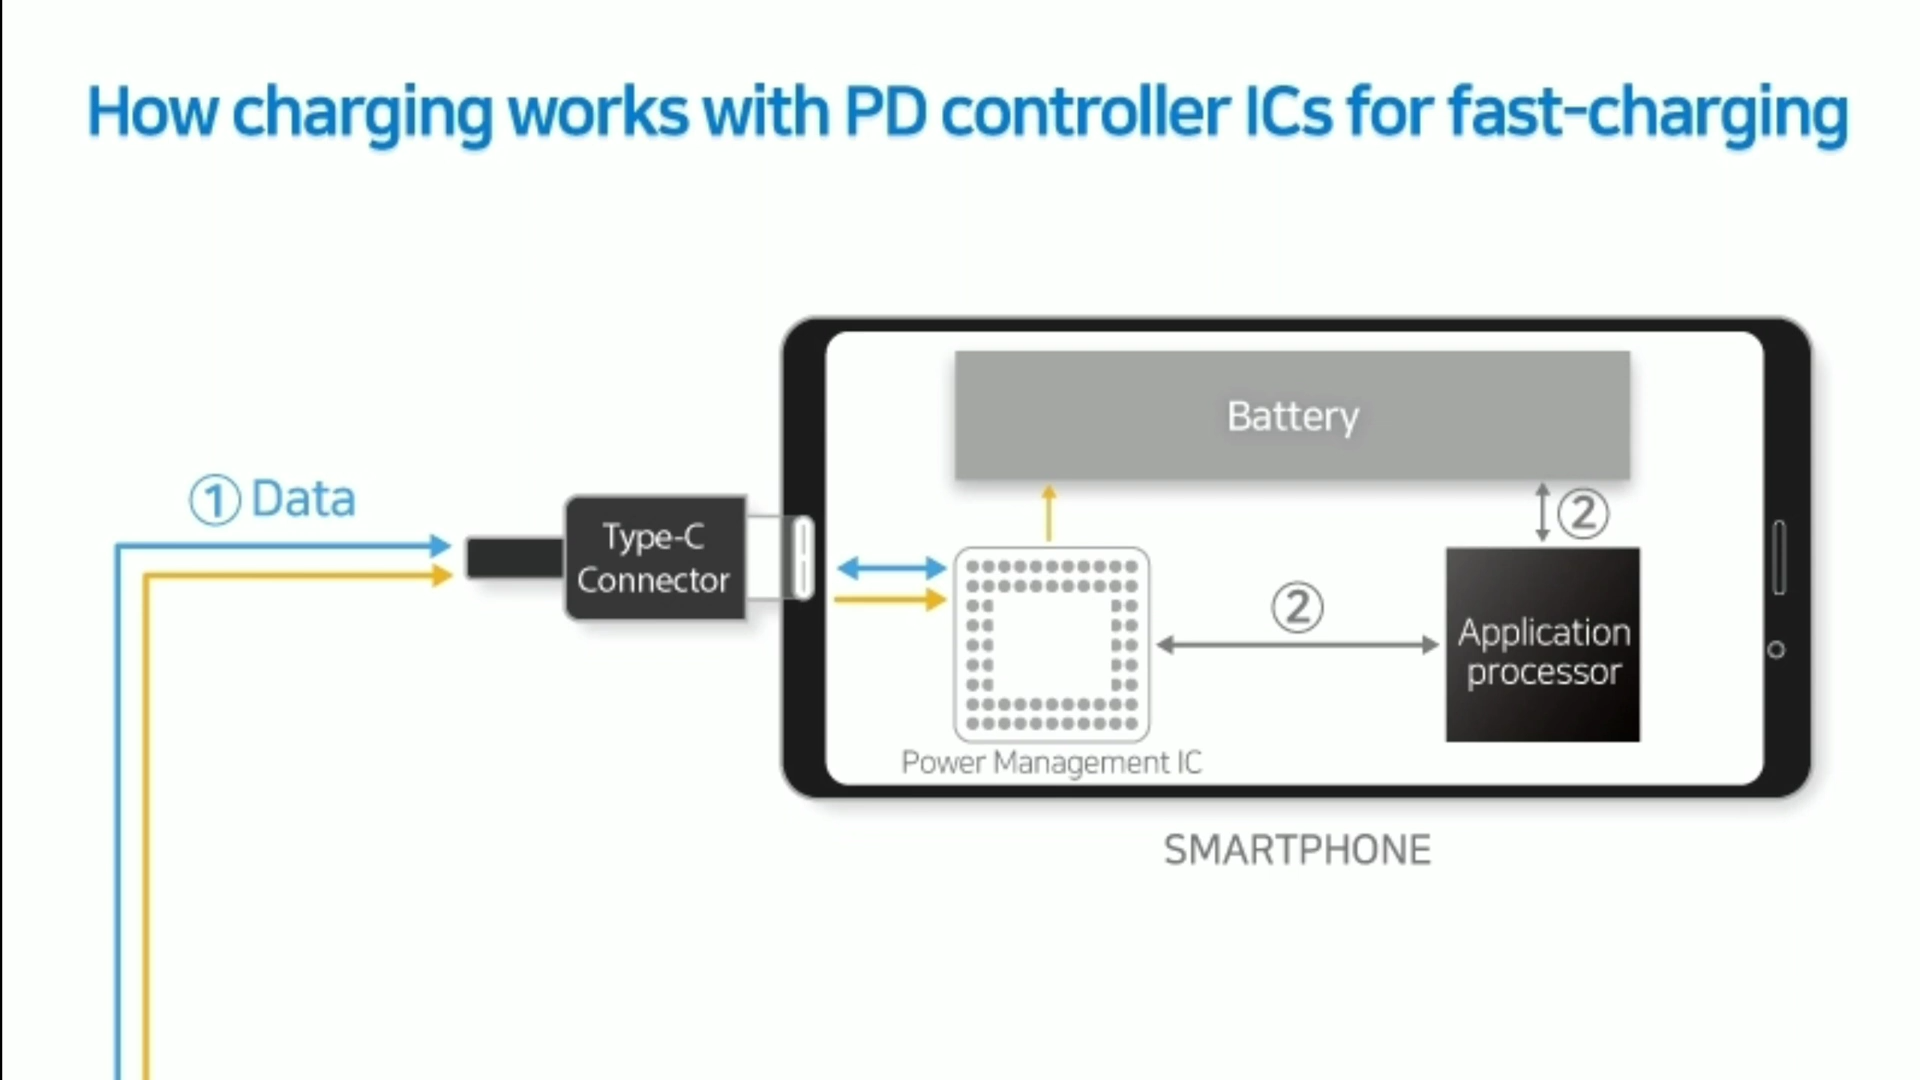 How charging works with PD controller ICs for fast-charging
Battery
① Data
②
Type-C
Connector
②
Application
processor
Power Management IC
SMARTPHONE